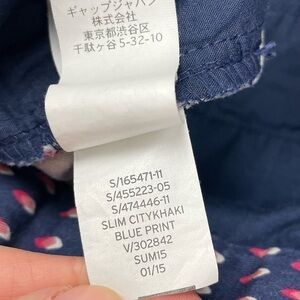 ギャップジャパン
株式会社
東京都渋谷区
千駄ヶ谷5-32-10
S/165471-11
S/455223-05
S/474446-11
SLIM CITYKHAKI
BLUE PRINT
V/302842
SUM15
01/15